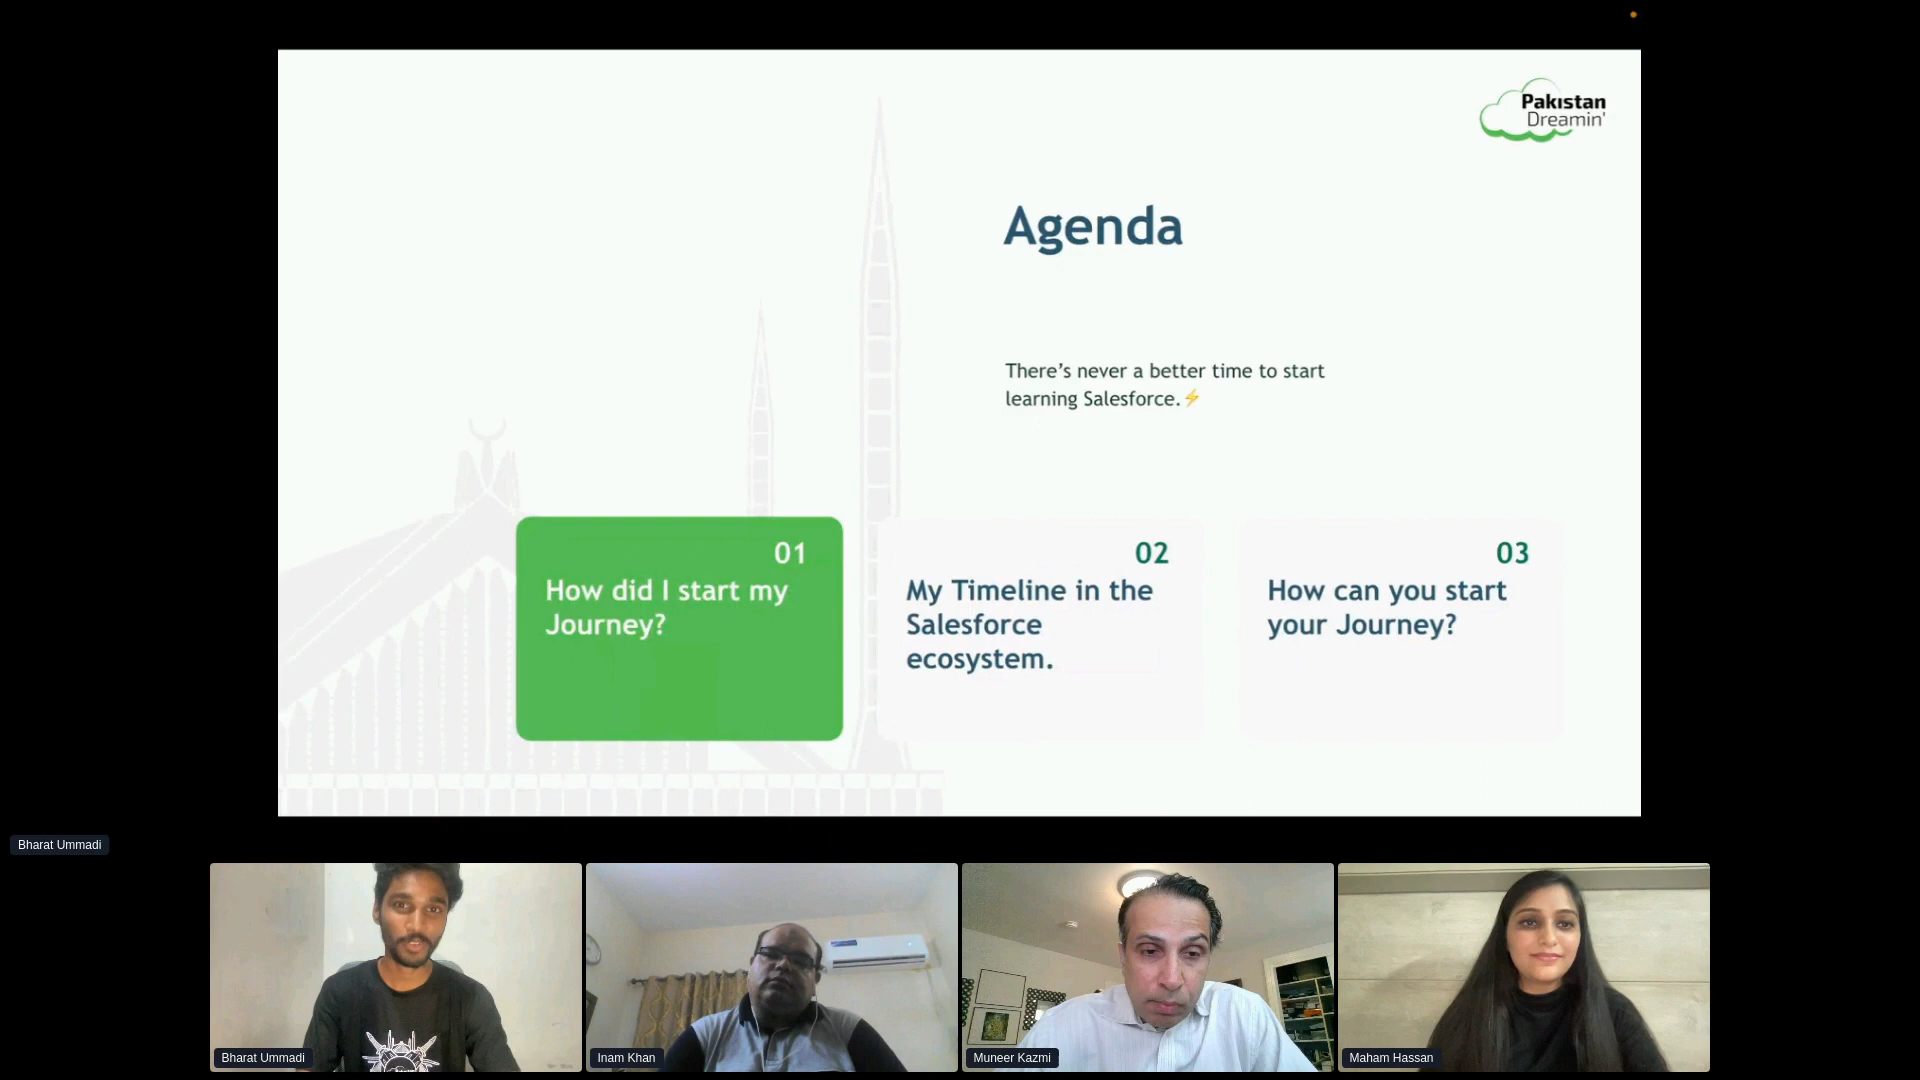 Pakıstan
Dreamin'
Agenda
There’s never a better time to start
learning Salesforce.⚡
01
How did I start my
Journey?
02
My Timeline in the
Salesforce
ecosystem.
03
How can you start
your Journey?
Bharat Ummadi
Bharat Ummadi
Inam Khan
Muneer Kazmi
Maham Hassan